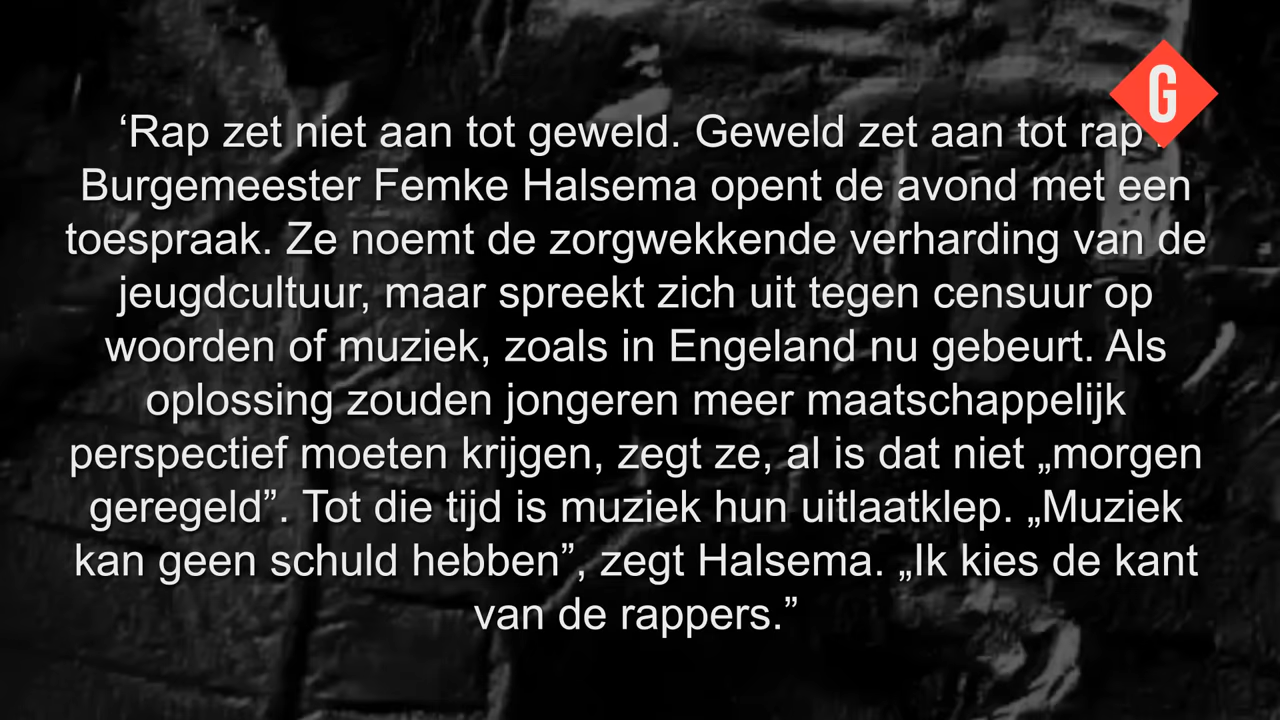 G
‘Rap zet niet aan tot geweld. Geweld zet aan tot rap
Burgemeester Femke Halsema opent de avond met een
toespraak. Ze noemt de zorgwekkende verharding van de
jeugdcultuur, maar spreekt zich uit tegen censuur op
woorden of muziek, zoals in Engeland nu gebeurt. Als
oplossing zouden jongeren meer maatschappelijk
perspectief moeten krijgen, zegt ze, al is dat niet „morgen
geregeld”. Tot die tijd is muziek hun uitlaatklep. „Muziek
kan geen schuld hebben”, zegt Halsema. „Ik kies de kant
van de rappers.”